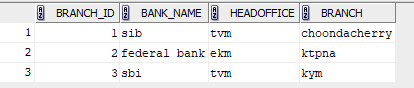 BRANCH_ID BANK_NAME HEADOFFICE BRANCH
1 1 sib tvm choondacherry
2 2 federal bank ekm ktpna
3 3 sbi tvm kym